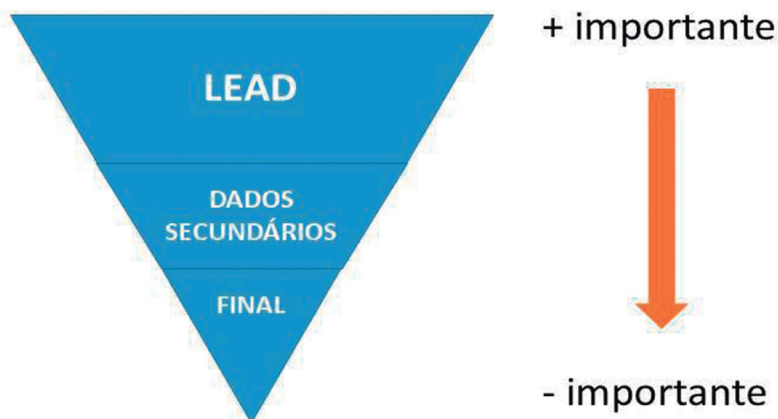 + importante
LEAD
DADOS
SECUNDÁRIOS
FINAL
- importante